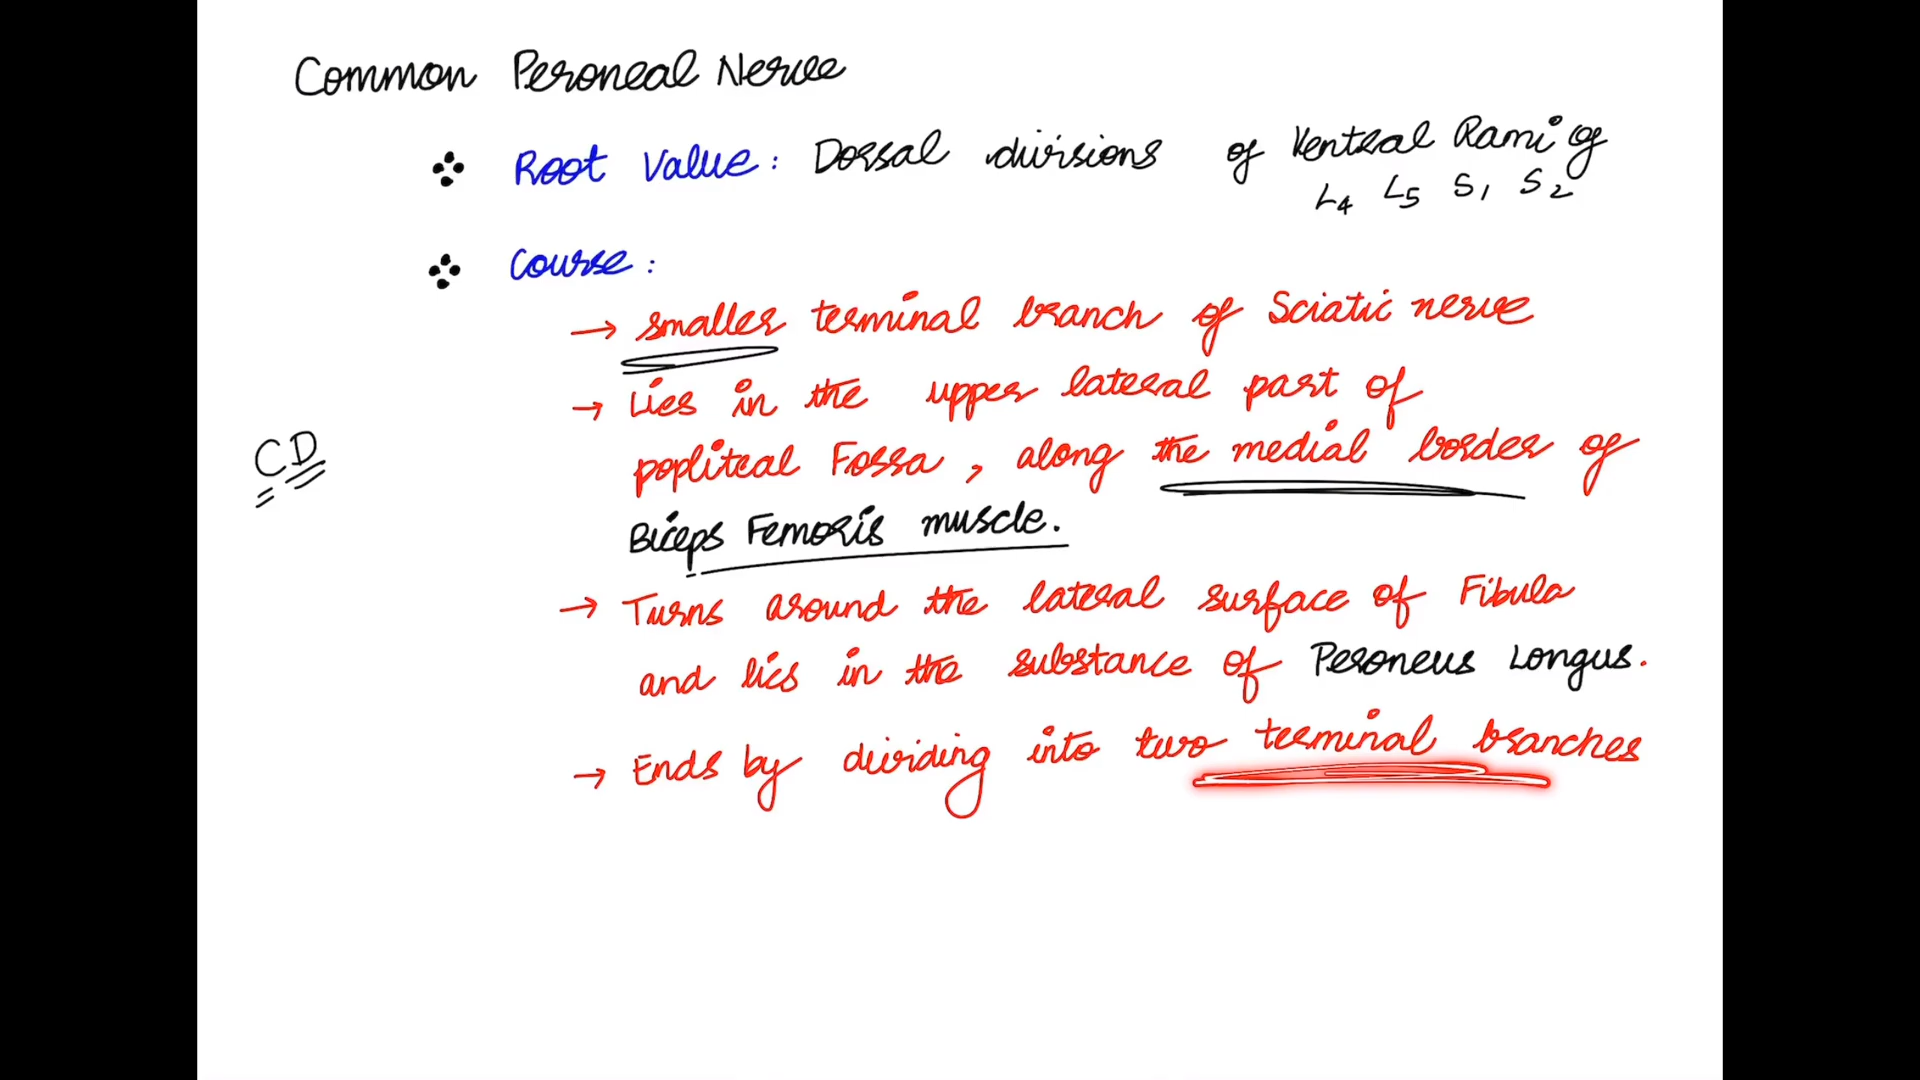 Common Peroneal Nerve
Root Value: Dorsal divisions of Ventral Rami of
L4 L5 S1 S2
Course:
→ smaller terminal branch of Sciatic nerve
→ Lies in the upper lateral part of
popliteal Fossa, along the medial border of
CD
Biceps Femoris muscle.
→ Turns around the lateral surface of Fibula
and lies in the substance of Peroneus Longus.
→ Ends by dividing into two terminal branches